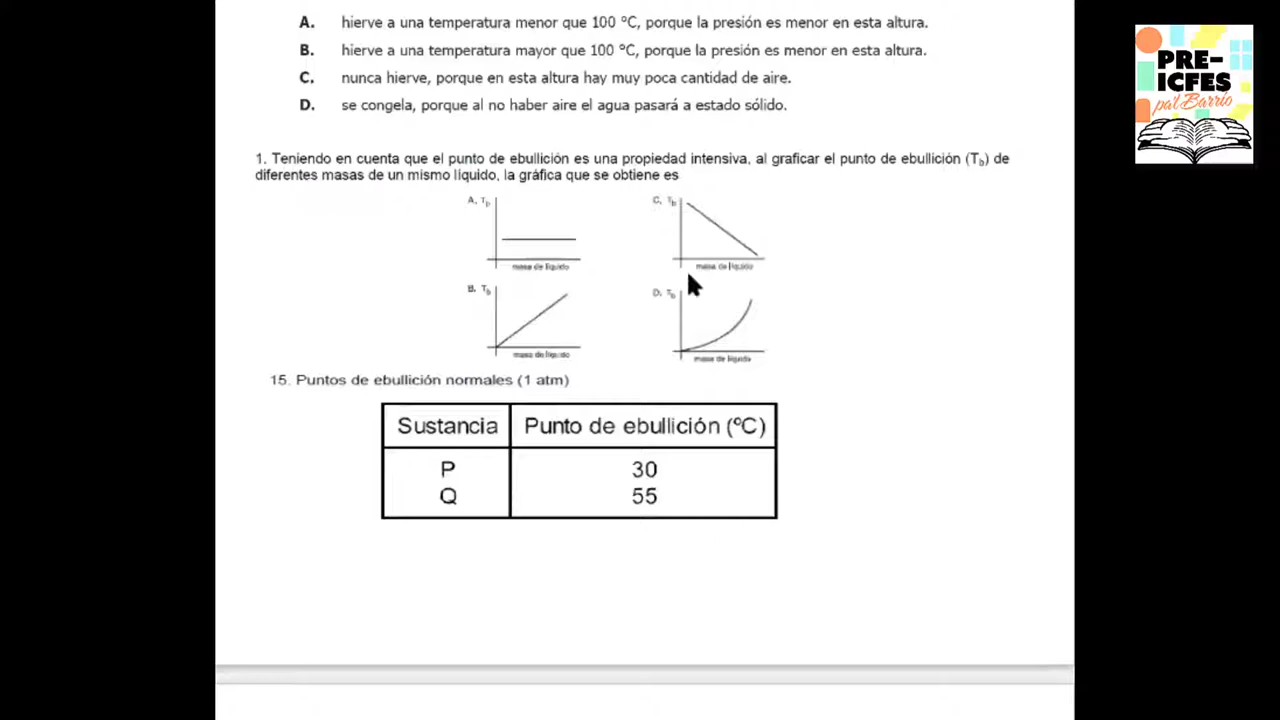 A. hierve a una temperatura menor que 100 °C, porque la presión es menor en esta altura.
B. hierve a una temperatura mayor que 100 °C, porque la presión es menor en esta altura.
C. nunca hierve, porque en esta altura hay muy poca cantidad de aire.
D. se congela, porque al no haber aire el agua pasará a estado sólido.
PRE-
ICFES
pa'l Barrio
1. Teniendo en cuenta que el punto de ebullición es una propiedad intensiva, al graficar el punto de ebullición (Tb) de
diferentes masas de un mismo líquido, la gráfica que se obtiene es
A. Tb
masa de líquido
C. Tb
masa de líquido
B. Tb
masa de líquido
D. Tb
masa de líquido
15. Puntos de ebullición normales (1 atm)
Sustancia Punto de ebullición (ºC)
P 30
Q 55